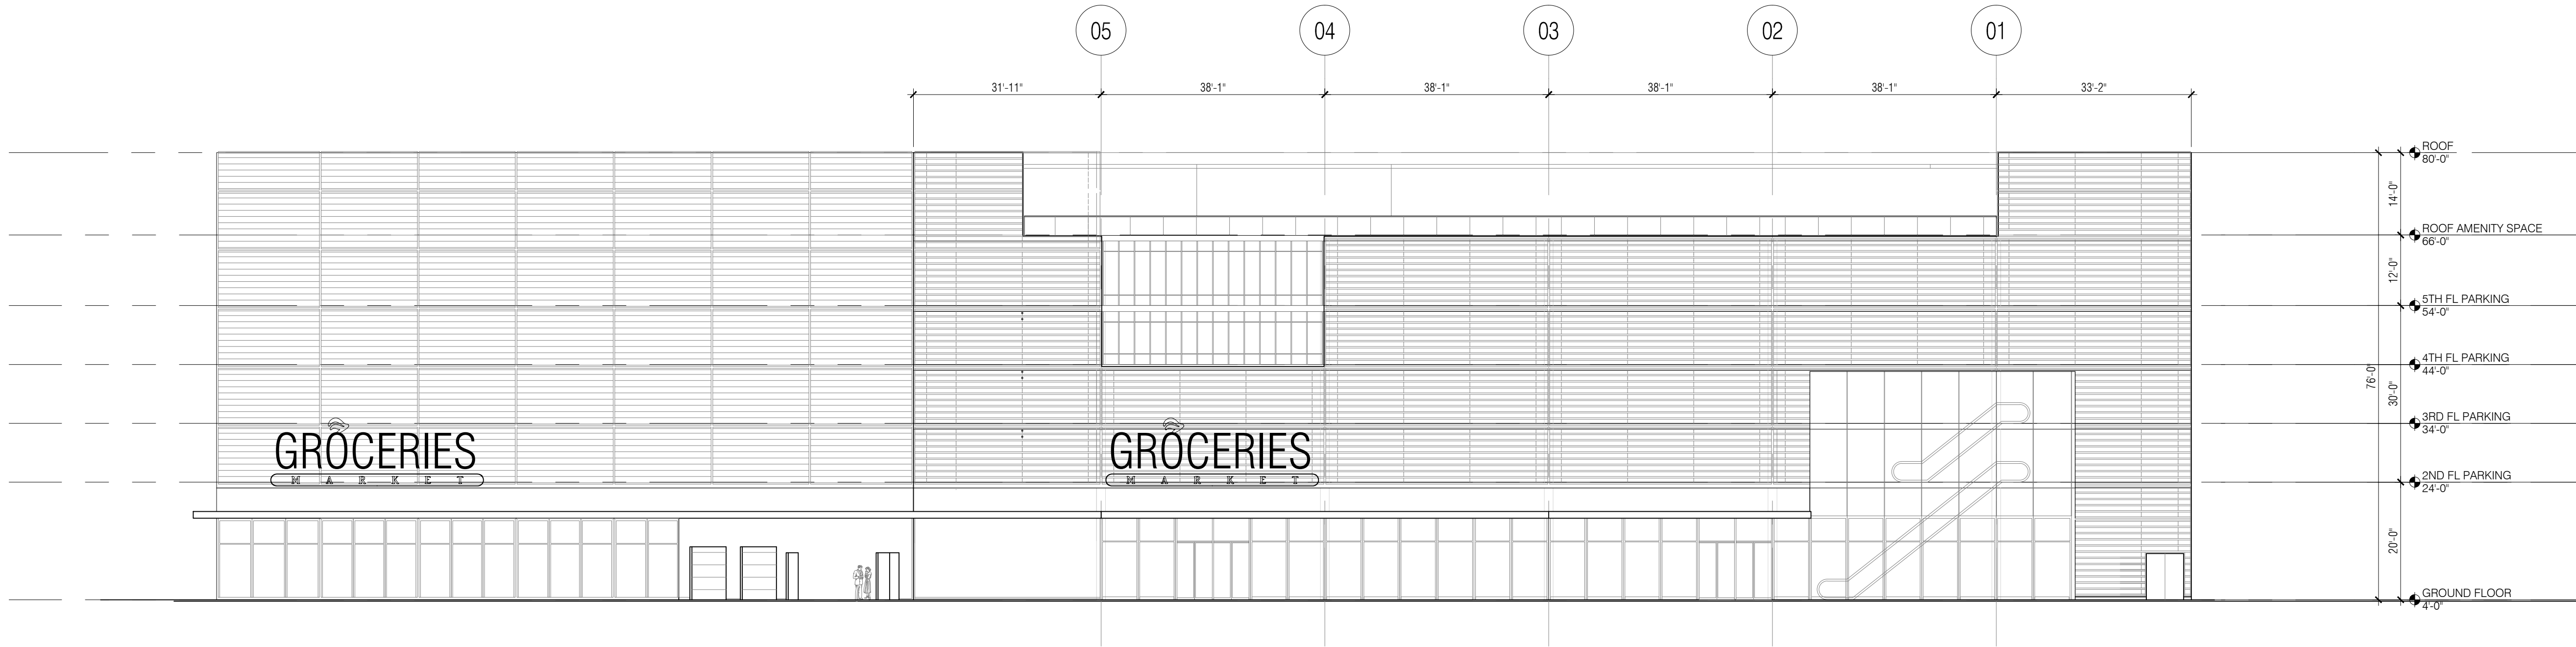 05 04 03 02 01
31'-11" 38'-1" 38'-1" 38'-1" 38'-1" 33'-2"
ROOF
80'-0"
14'-0"
ROOF AMENITY SPACE
66'-0"
12'-0"
5TH FL PARKING
54'-0"
4TH FL PARKING
44'-0"
76'-0"
30'-0"
3RD FL PARKING
34'-0"
GROCERIES
MARKET
GROCERIES
MARKET
2ND FL PARKING
24'-0"
20'-0"
GROUND FLOOR
4'-0"